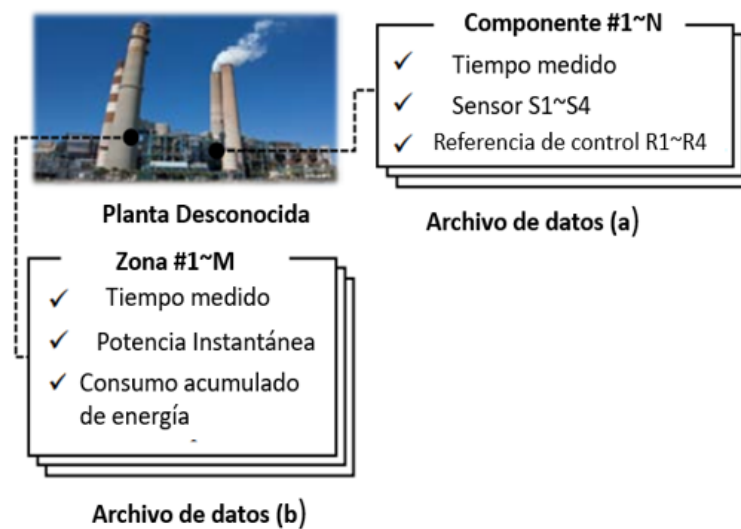 Componente #1~N
✓ Tiempo medido
✓ Sensor S1~S4
✓ Referencia de control R1~R4
Archivo de datos (a)
Planta Desconocida
Zona #1~M
✓ Tiempo medido
✓ Potencia Instantánea
✓ Consumo acumulado
de energía
Archivo de datos (b)